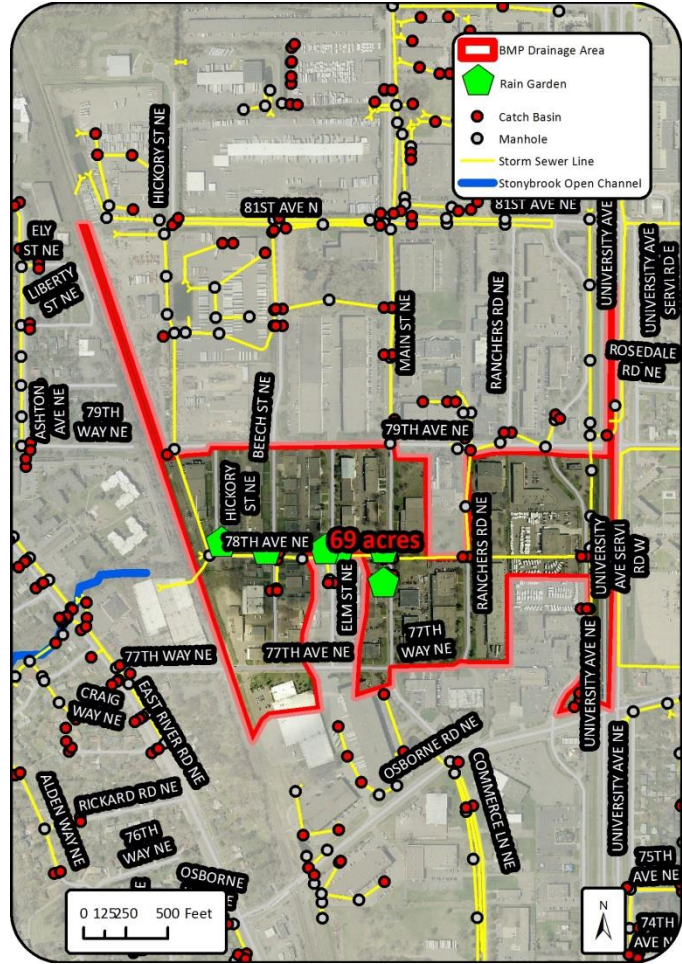 BMP Drainage Area
Rain Garden
Catch Basin
Manhole
Storm Sewer Line
Stonybrook Open Channel
HICKORY ST NE
81ST AVE N
81ST AVE NE
UNIVERSITY AVE
UNIVERSITY AVE
SERVI RD E
ELY
ST NE
LIBERTY
ST NE
MAIN ST NE
RANCHERS RD NE
ROSEDALE
RD NE
ASHTON
AVE NE
79TH
WAY NE
BEECH ST NE
79TH AVE NE
HICKORY
ST NE
78TH AVE NE
69 acres
ELM ST NE
RANCHERS RD NE
UNIVERSITY
AVE SERVI
RD W
77TH
WAY NE
77TH AVE NE
77TH WAY NE
UNIVERSITY AVE NE
CRAIG
WAY NE
EAST RIVER RD NE
OSBORNE RD NE
COMMERCE LN NE
UNIVERSITY AVE NE
ALDEN WAY NE
RICKARD RD NE
76TH
WAY NE
OSBORNE
75TH
AVE NE
74TH
AVE NE
0 125250 500 Feet
N